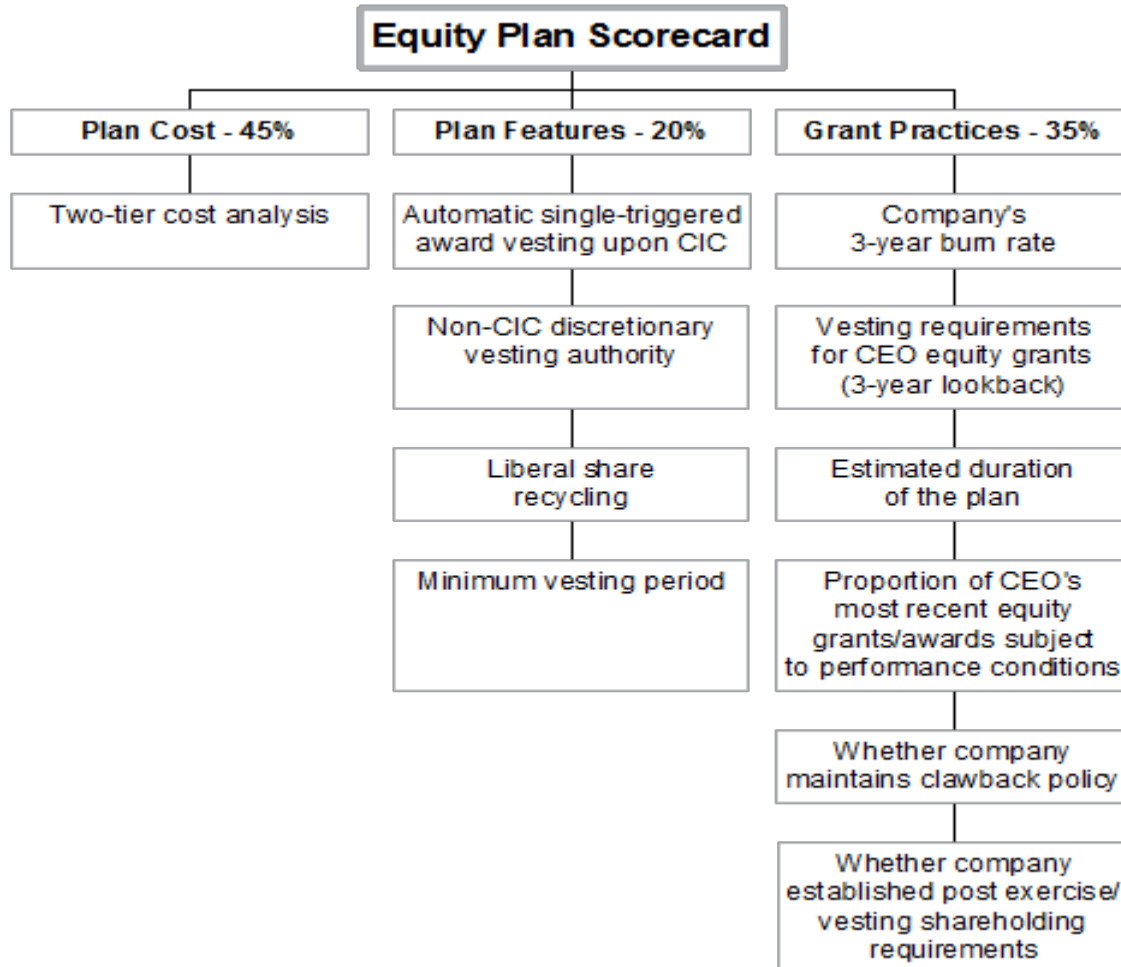 Equity Plan Scorecard
Plan Cost - 45%
Two-tier cost analysis
Plan Features - 20%
Automatic single-triggered
award vesting upon CIC
Non-CIC discretionary
vesting authority
Liberal share
recycling
Minimum vesting period
Grant Practices - 35%
Company's
3-year burn rate
Vesting requirements
for CEO equity grants
(3-year lookback)
Estimated duration
of the plan
Proportion of CEO's
most recent equity
grants/awards subject
to performance conditions
Whether company
maintains clawback policy
Whether company
established post exercise/
vesting shareholding
requirements